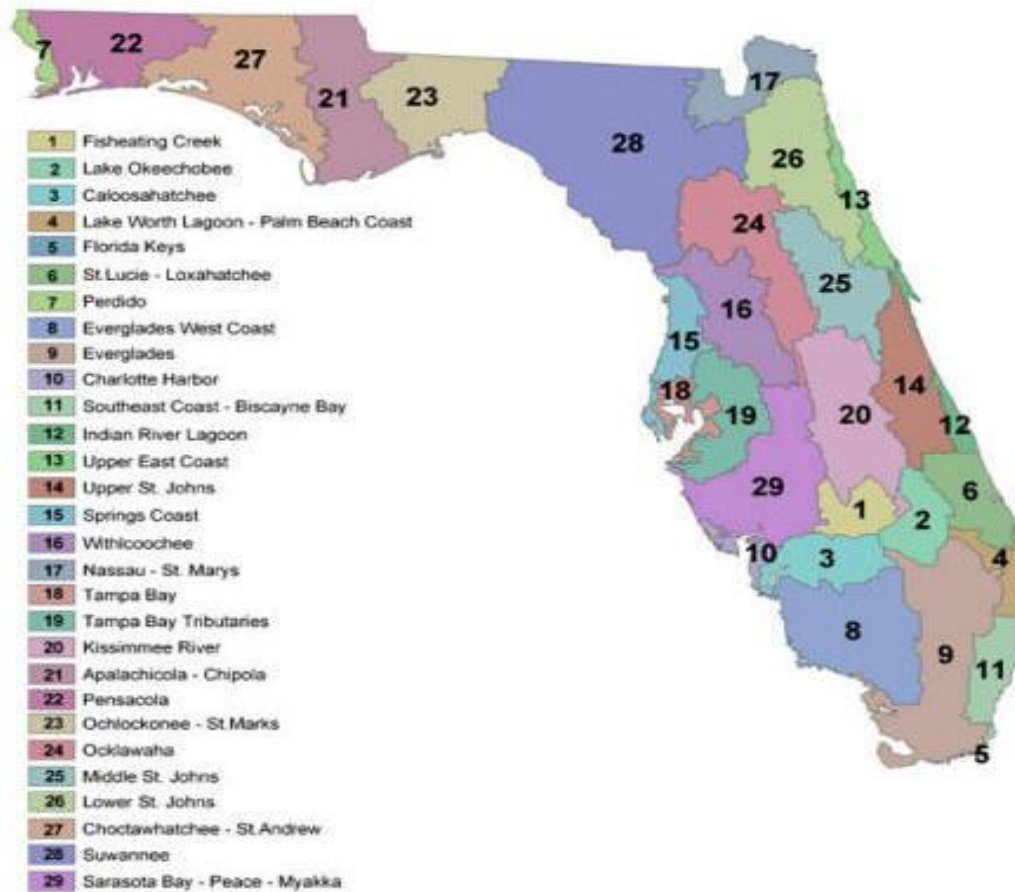 7
22
27
21
23
28
17
26
13
24
25
16
15
18
19
14
20
12
29
1
2
6
10
3
4
8
9
11
5
1 Fisheating Creek
2 Lake Okeechobee
3 Caloosahatchee
4 Lake Worth Lagoon - Palm Beach Coast
5 Florida Keys
6 St.Lucie - Loxahatchee
7 Perdido
8 Everglades West Coast
9 Everglades
10 Charlotte Harbor
11 Southeast Coast - Biscayne Bay
12 Indian River Lagoon
13 Upper East Coast
14 Upper St. Johns
15 Springs Coast
16 Withlcoochee
17 Nassau - St. Marys
18 Tampa Bay
19 Tampa Bay Tributaries
20 Kissimmee River
21 Apalachicola - Chipola
22 Pensacola
23 Ochlockonee - St.Marks
24 Ocklawaha
25 Middle St. Johns
26 Lower St. Johns
27 Choctawhatchee - St.Andrew
28 Suwannee
29 Sarasota Bay - Peace - Myakka